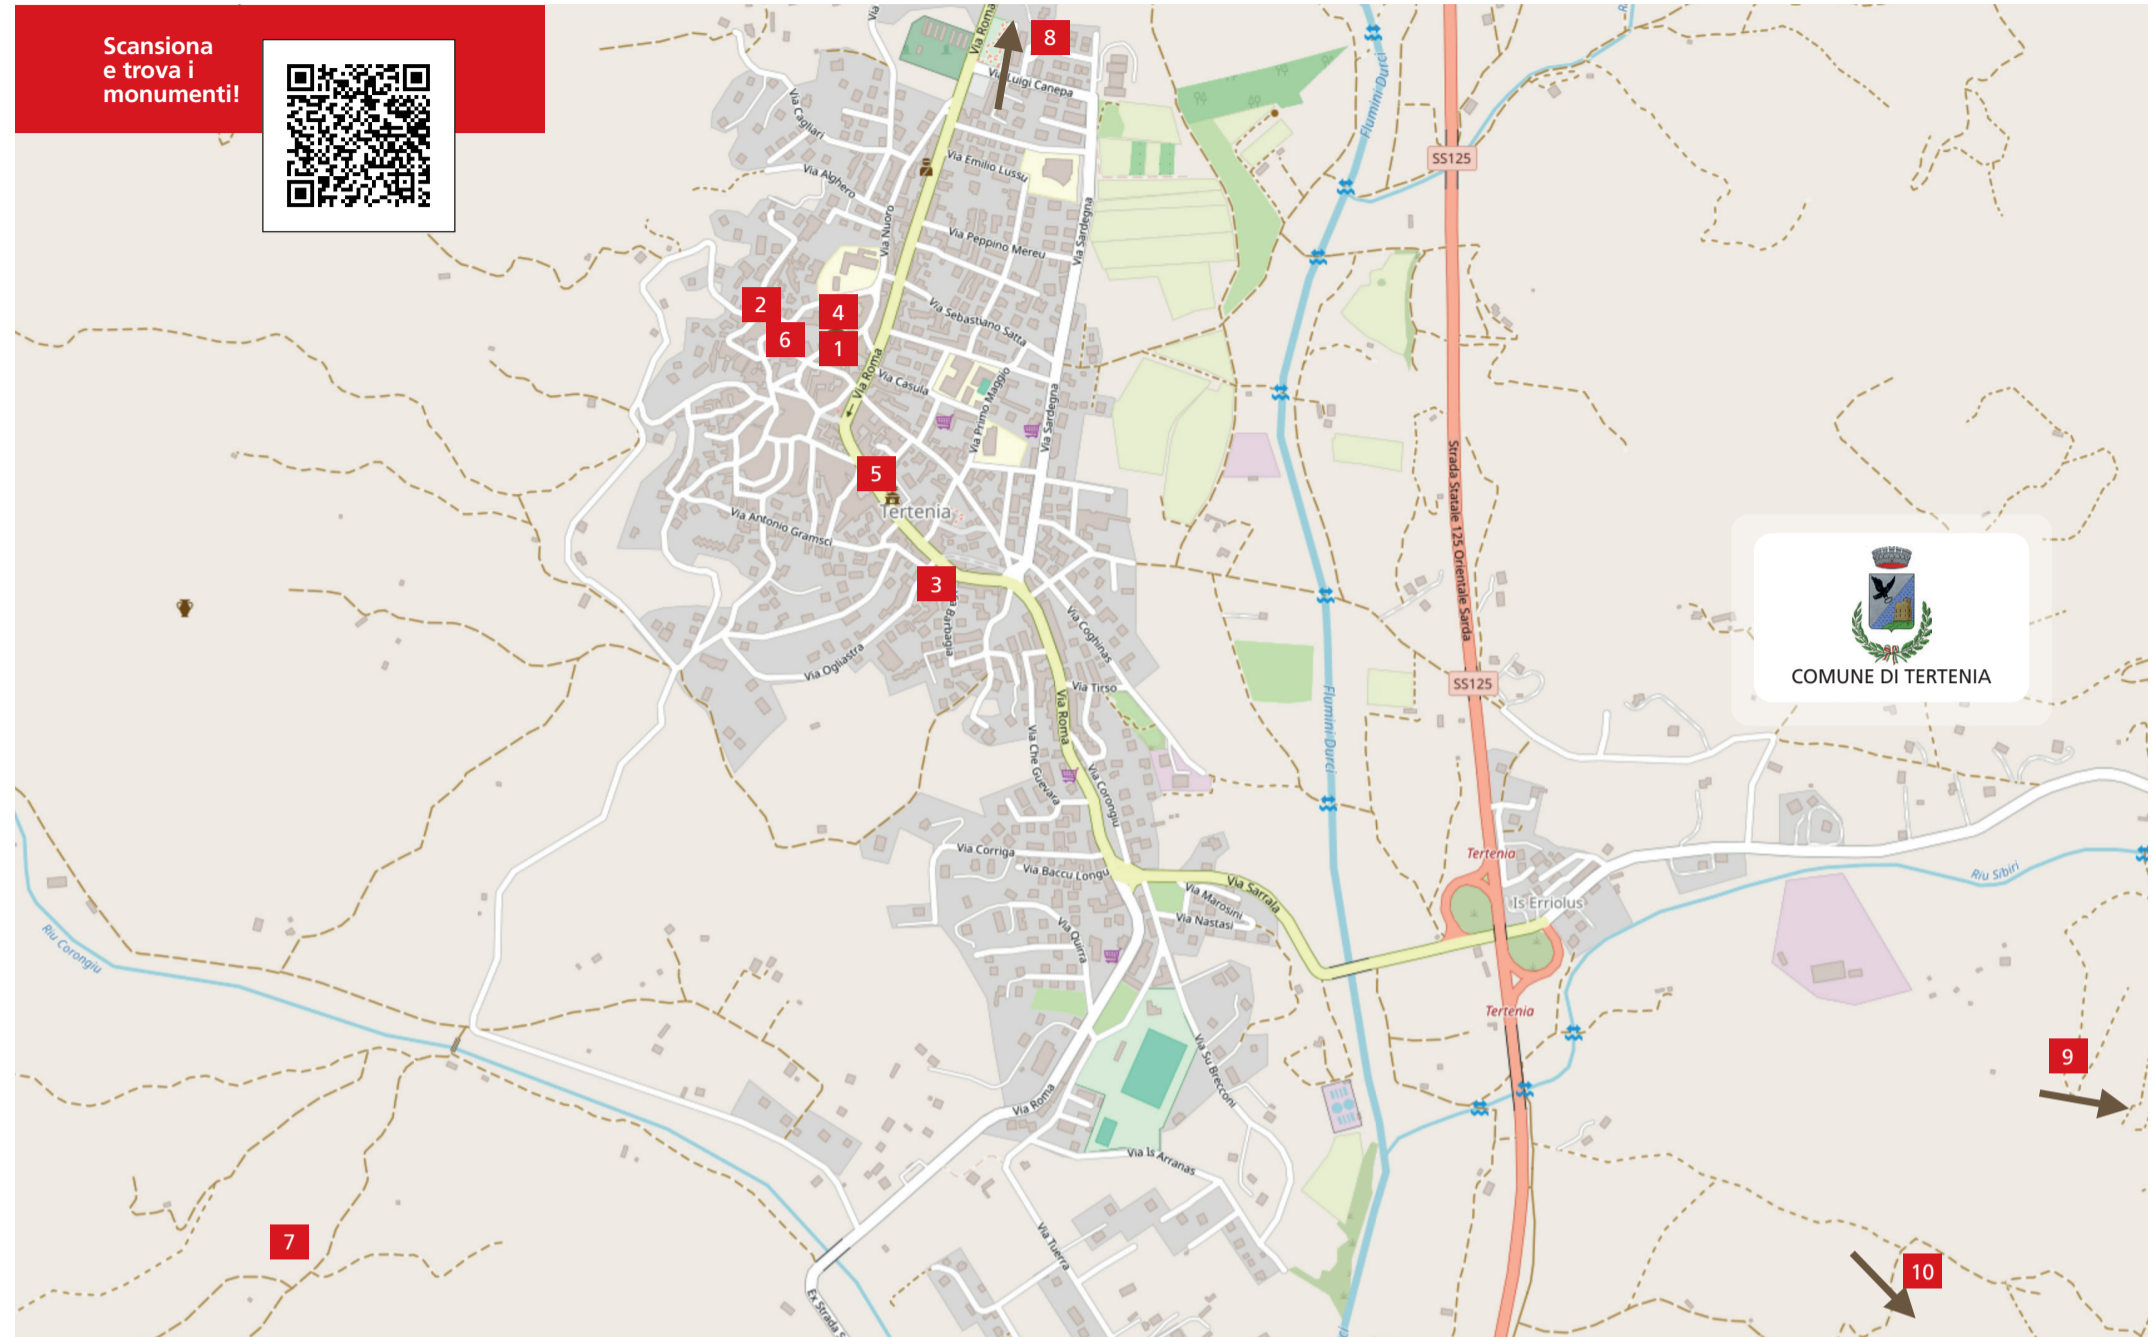 Scansiona
e trova i
monumenti!
Via
Via Roma
8
Via Luigi Canepa
Via Cagliari
Flumini Durci
SS125
Via Emilio Lussu
Via Alghero
Via Nuoro
Via Sardegna
Via Peppino Mereu
2
4
Via Sebastiano Satta
6
1
Via Roma
Via Casula
Via Primo Maggio
Via Sardegna
5
Tertenia
Via Antonio Gramsci
Strada Statale 125 Orientale Sarda
3
Via Barbagia
Via Coghinas
COMUNE DI TERTENIA
Via Ogliastra
Via Tirso
SS125
Via Roma
Flumini Durci
Via Che Guevara
Via Corongiu
Via Corriga
Via Baccu Longu
Tertenia
Via Sarrala
Via Marosini
Via Nastasi
Is Erriolus
Riu Sibiri
Riu Corongiu
Via Quirra
Tertenia
9
Via Su Brecconi
Via Roma
Via Is Arranas
7
Via Tuerra
10
Ex Strada S